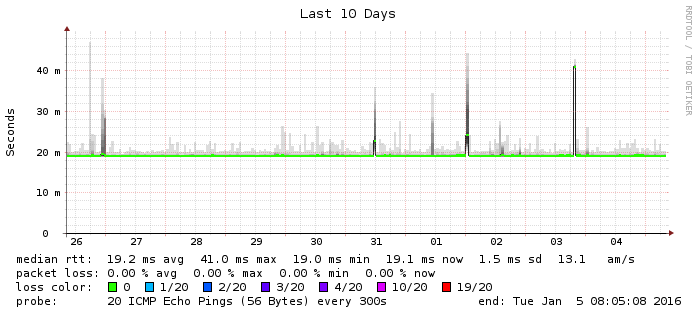 Last 10 Days
RRDTOOL / TOBI OETIKER
Seconds
40 m
30 m
20 m
10 m
0
26 27 28 29 30 31 01 02 03 04
median rtt: 19.2 ms avg 41.0 ms max 19.0 ms min 19.1 ms now 1.5 ms sd 13.1 am/s
packet loss: 0.00 % avg 0.00 % max 0.00 % min 0.00 % now
loss color: 0 1/20 2/20 3/20 4/20 10/20 19/20
probe: 20 ICMP Echo Pings (56 Bytes) every 300s end: Tue Jan 5 08:05:08 2016